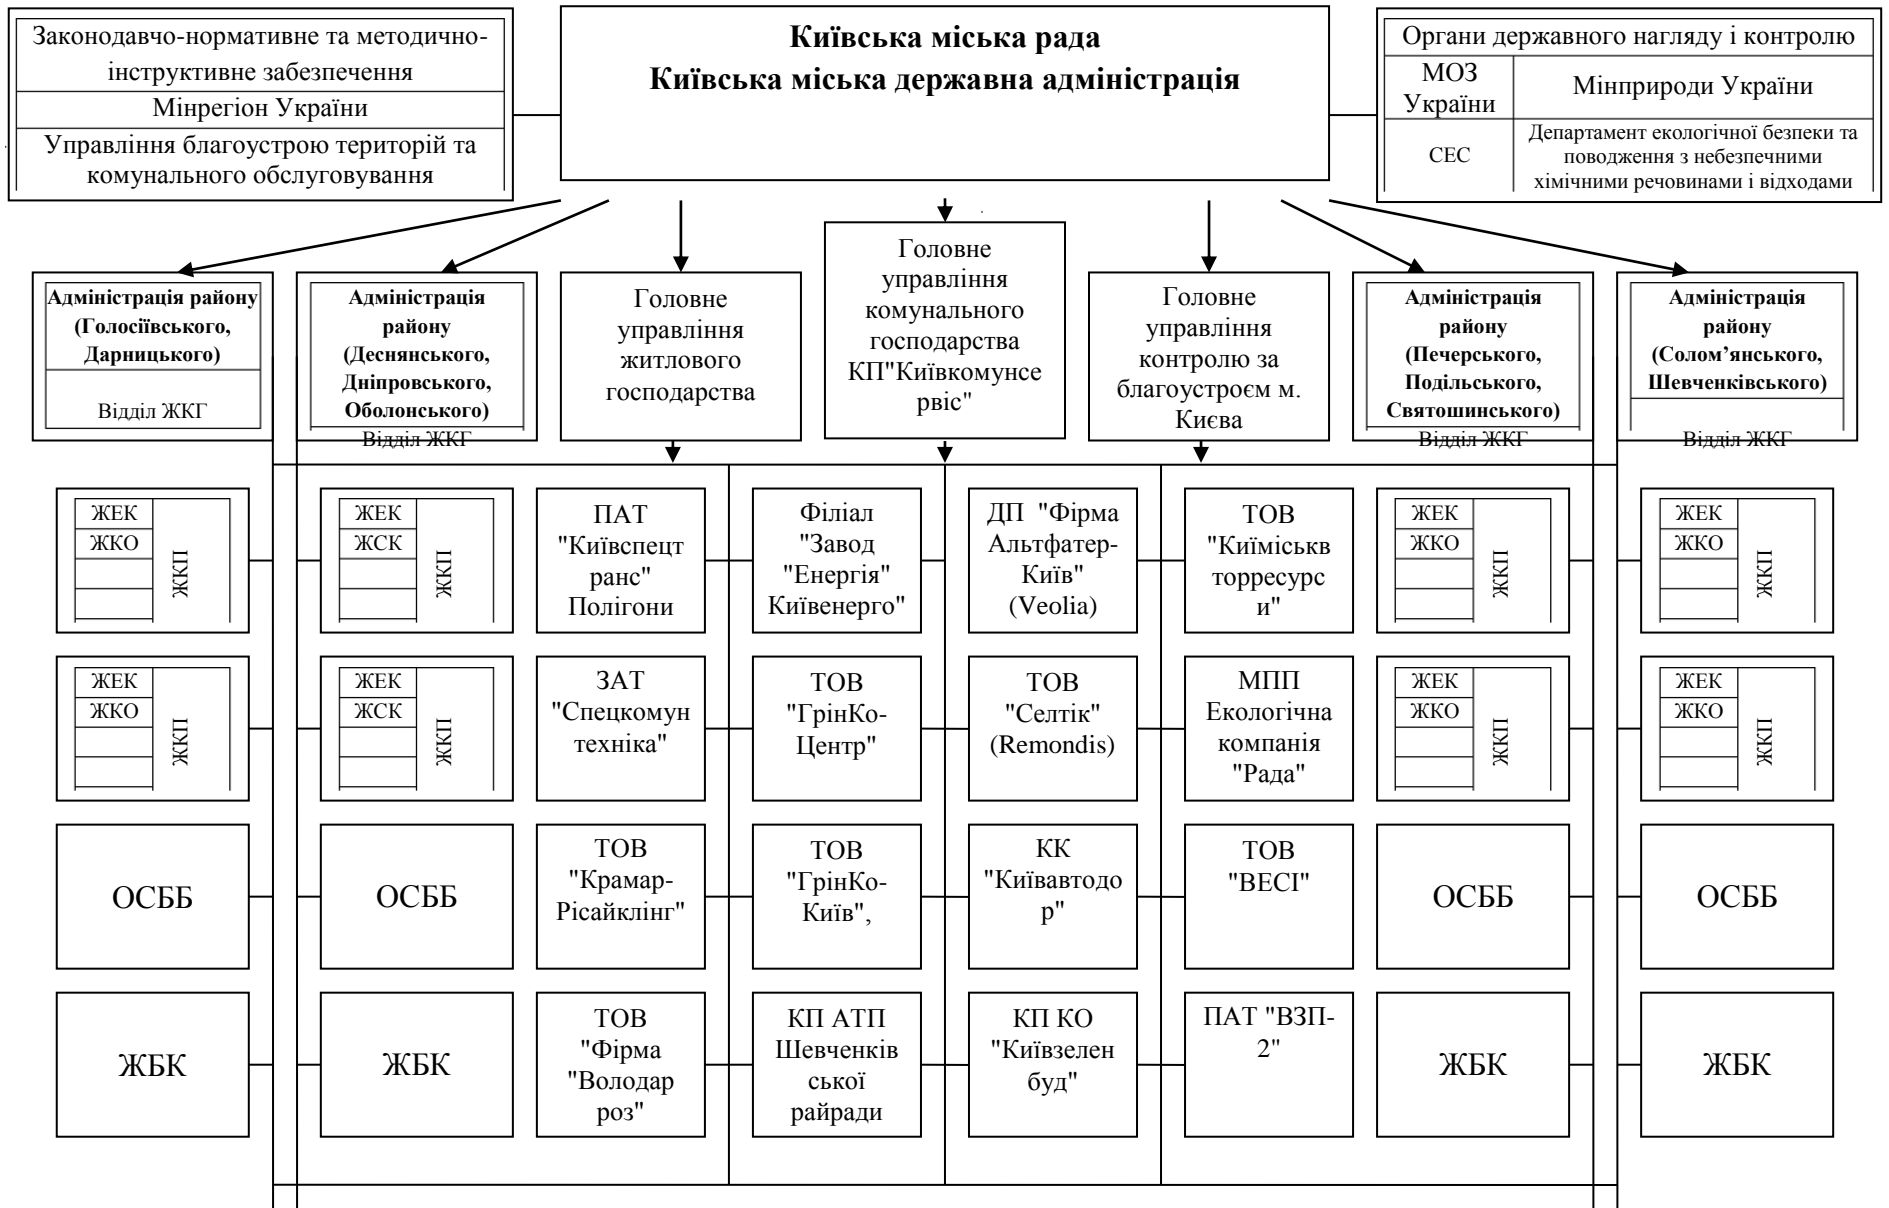 Законодавчо-нормативне та методично-
інструктивне забезпечення
Мінрегіон України
Управління благоустрою територій та
комунального обслуговування
Київська міська рада
Київська міська державна адміністрація
Органи державного нагляду і контролю
МОЗ
України
Мінприроди України
СЕС
Департамент екологічної безпеки та
поводження з небезпечними
хімічними речовинами і відходами
Адміністрація району
(Голосіївського,
Дарницького)
Відділ ЖКГ
Адміністрація
району
(Деснянського,
Дніпровського,
Оболонського)
Відділ ЖКГ
Головне
управління
житлового
господарства
Головне
управління
комунального
господарства
КП"Київкомунсе
рвіс"
Головне
управління
контролю за
благоустроєм м.
Києва
Адміністрація
району
(Печерського,
Подільського,
Святошинського)
Відділ ЖКГ
Адміністрація
району
(Солом’янського,
Шевченківського)
Відділ ЖКГ
ЖЕК
ЖКО
ЖКП
ЖЕК
ЖСК
ЖКП
ПАТ
"Київспецт
ранс"
Полігони
Філіал
"Завод
"Енергія"
Київенерго"
ДП "Фірма
Альтфатер-
Київ"
(Veolia)
ТОВ
"Київміськв
торресурс
и"
ЖЕК
ЖКО
ЖКП
ЖЕК
ЖКО
ЖКП
ЖЕК
ЖКО
ЖКП
ЖЕК
ЖСК
ЖКП
ЗАТ
"Спецкомун
техніка"
ТОВ
"ГрінКо-
Центр"
ТОВ
"Селтік"
(Remondis)
МПП
Екологічна
компанія
"Рада"
ЖЕК
ЖКО
ЖКП
ЖЕК
ЖКО
ЖКП
ОСББ
ОСББ
ТОВ
"Крамар-
Рісайклінг"
ТОВ
"ГрінКо-
Київ",
КК
"Київавтодо
р"
ТОВ
"ВЕСІ"
ОСББ
ОСББ
ЖБК
ЖБК
ТОВ
"Фірма
"Володар
роз"
КП АТП
Шевченків
ської
райради
КП КО
"Київзелен
буд"
ПАТ "ВЗП-
2"
ЖБК
ЖБК